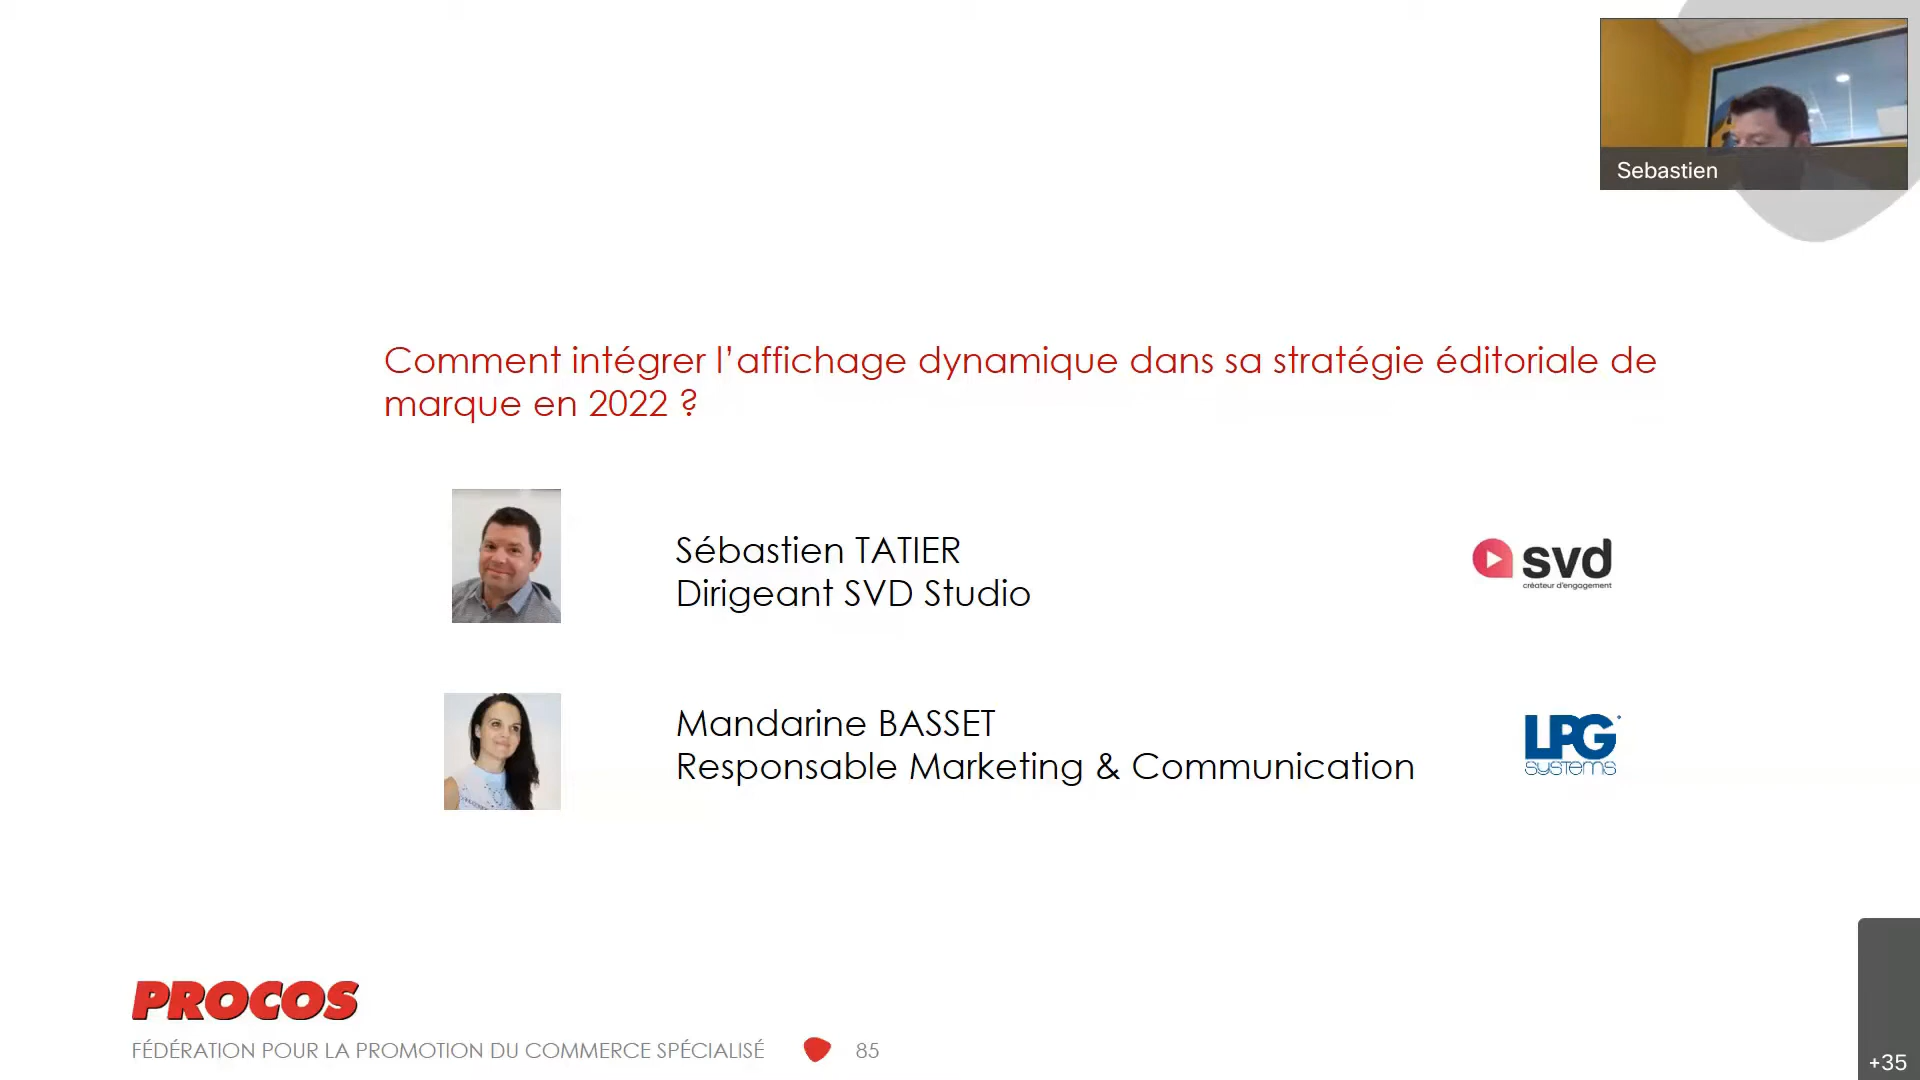 Sebastien
Comment intégrer l’affichage dynamique dans sa stratégie éditoriale de
marque en 2022 ?
Sébastien TATIER
Dirigeant SVD Studio
svd
créateur d'engagement
Mandarine BASSET
Responsable Marketing & Communication
LPG
systems
PROCOS
FÉDÉRATION POUR LA PROMOTION DU COMMERCE SPÉCIALISÉ 85
+35